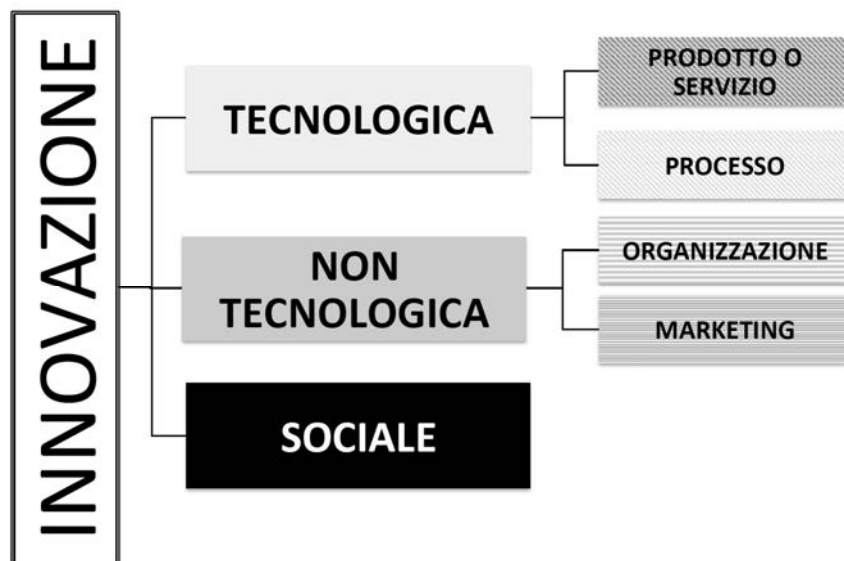 INNOVAZIONE
TECNOLOGICA
PRODOTTO O
SERVIZIO
PROCESSO
NON
TECNOLOGICA
ORGANIZZAZIONE
MARKETING
SOCIALE